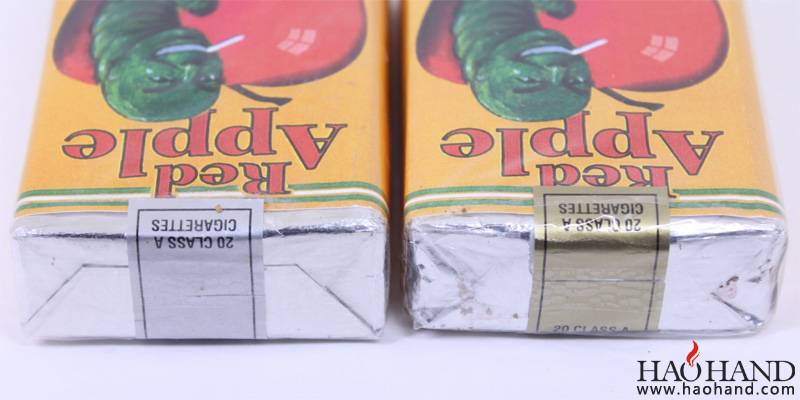 Red
Apple
20 CLASS A
CIGARETTES
Red
Apple
20 CLASS A
CIGARETTES
20 CLASS A
HAOHAND
www.haohand.com